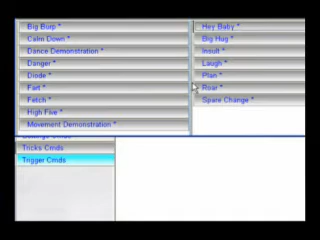 Big Burp *
Calm Down *
Dance Demonstration *
Danger *
Diode *
Fart *
Fetch *
High Five *
Movement Demonstration *
Hey Baby *
Big Hug *
Insult *
Laugh *
Plan *
Roar *
Spare Change *
Tricks Cmds
Trigger Cmds